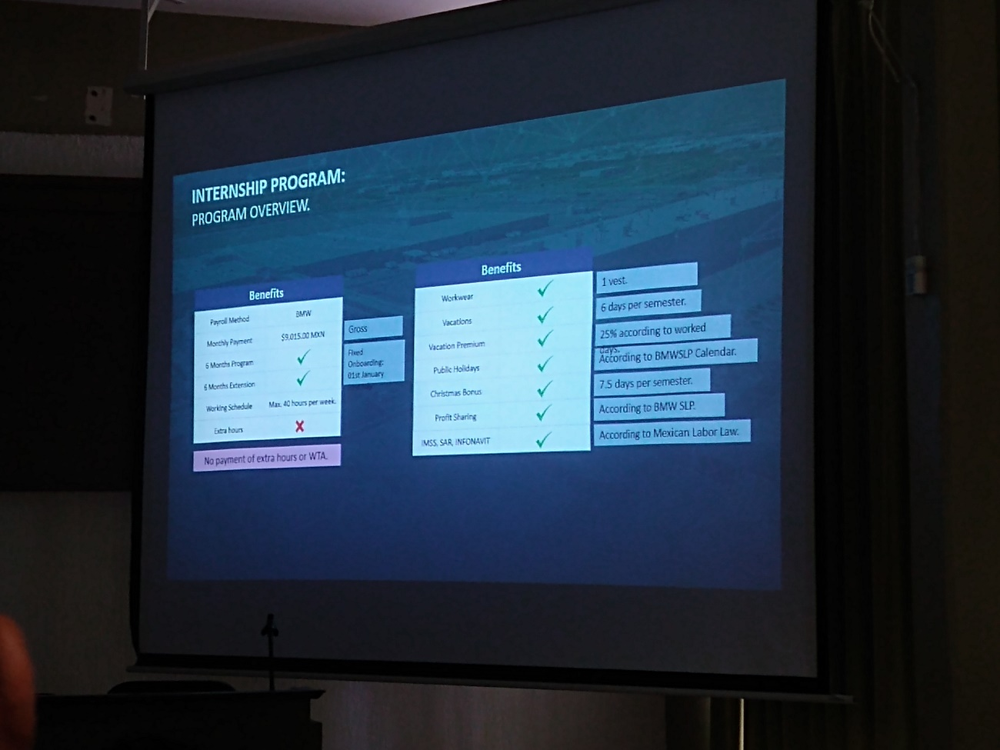 INTERNSHIP PROGRAM:
PROGRAM OVERVIEW.
Benefits
Payroll Method BMW
Monthly Payment $9,015.00 MXN
6 Months Program ✓
6 Months Extension ✓
Working Schedule Max. 40 hours per week.
Extra hours X
No payment of extra hours or WTA.
Gross
Fixed
Onboarding:
01st January
Benefits
Workwear ✓
Vacations ✓
Vacation Premium ✓
Public Holidays ✓
Christmas Bonus ✓
Profit Sharing ✓
IMSS, SAR, INFONAVIT ✓
1 vest.
6 days per semester.
25% according to worked
days.
According to BMWSLP Calendar.
7.5 days per semester.
According to BMW SLP.
According to Mexican Labor Law.